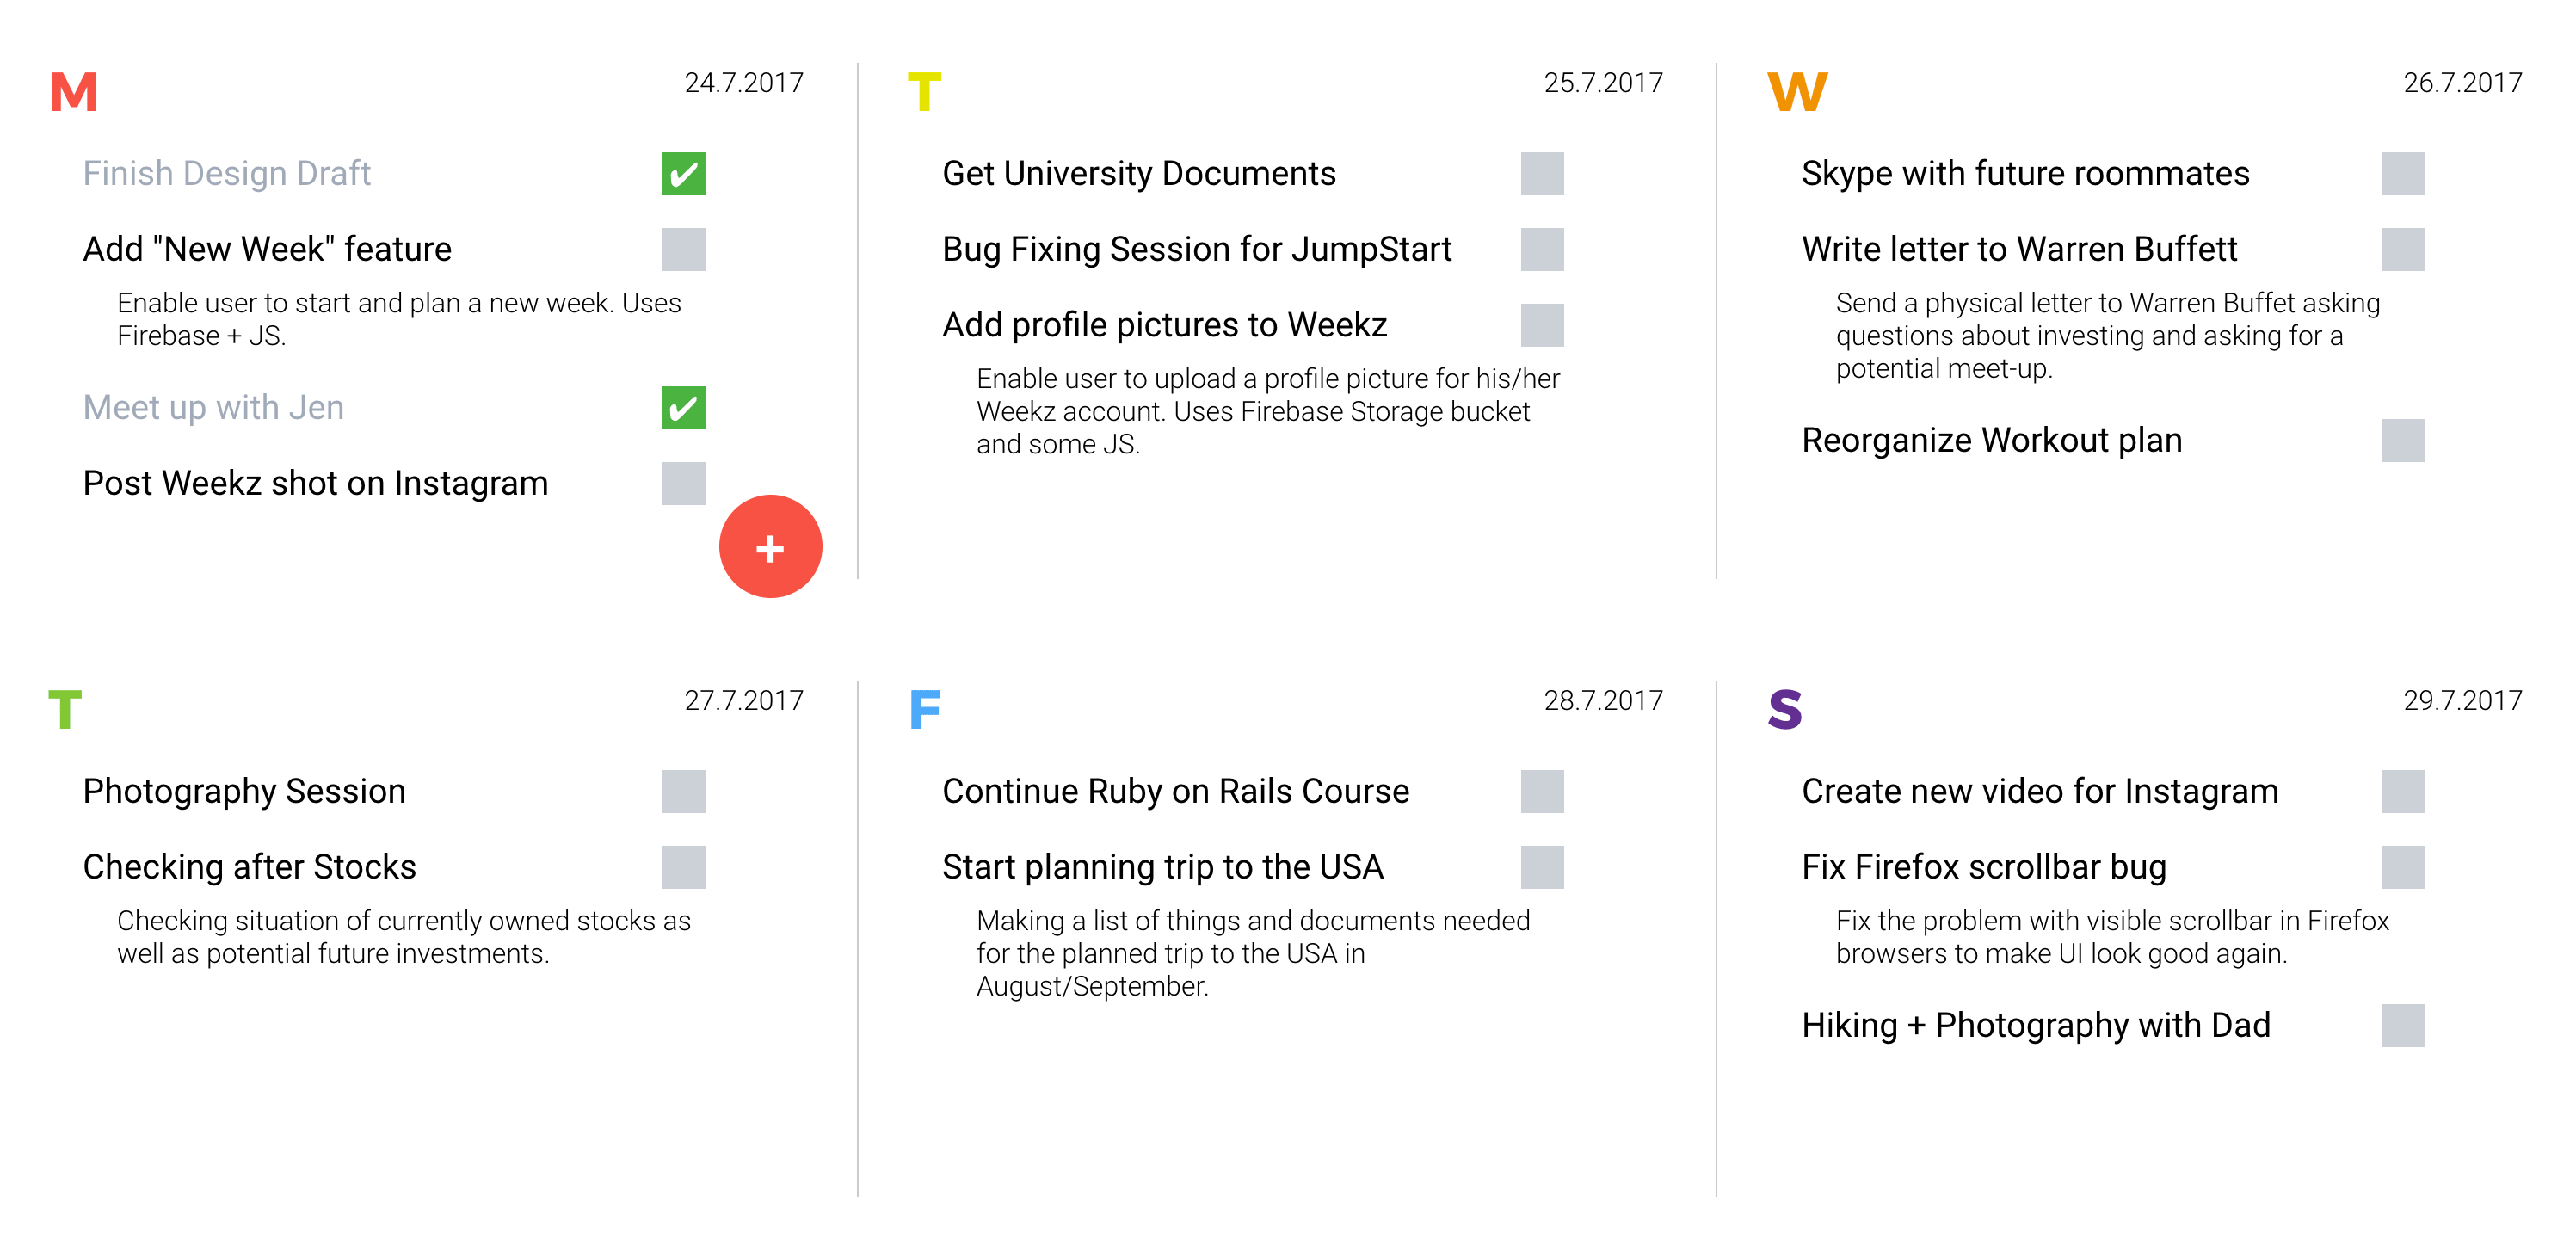 M
24.7.2017
Finish Design Draft
Add "New Week" feature
Enable user to start and plan a new week. Uses
Firebase + JS.
Meet up with Jen
Post Weekz shot on Instagram
+
T
25.7.2017
Get University Documents
Bug Fixing Session for JumpStart
Add profile pictures to Weekz
Enable user to upload a profile picture for his/her
Weekz account. Uses Firebase Storage bucket
and some JS.
W
26.7.2017
Skype with future roommates
Write letter to Warren Buffett
Send a physical letter to Warren Buffet asking
questions about investing and asking for a
potential meet-up.
Reorganize Workout plan
T
27.7.2017
Photography Session
Checking after Stocks
Checking situation of currently owned stocks as
well as potential future investments.
F
28.7.2017
Continue Ruby on Rails Course
Start planning trip to the USA
Making a list of things and documents needed
for the planned trip to the USA in
August/September.
S
29.7.2017
Create new video for Instagram
Fix Firefox scrollbar bug
Fix the problem with visible scrollbar in Firefox
browsers to make UI look good again.
Hiking + Photography with Dad